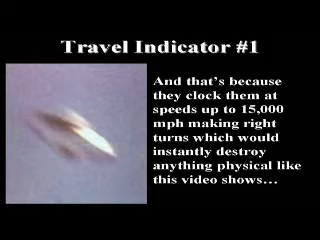 Travel Indicator #1
And that's because
they clock them at
speeds up to 15,000
mph making right
turns which would
instantly destroy
anything physical like
this video shows...